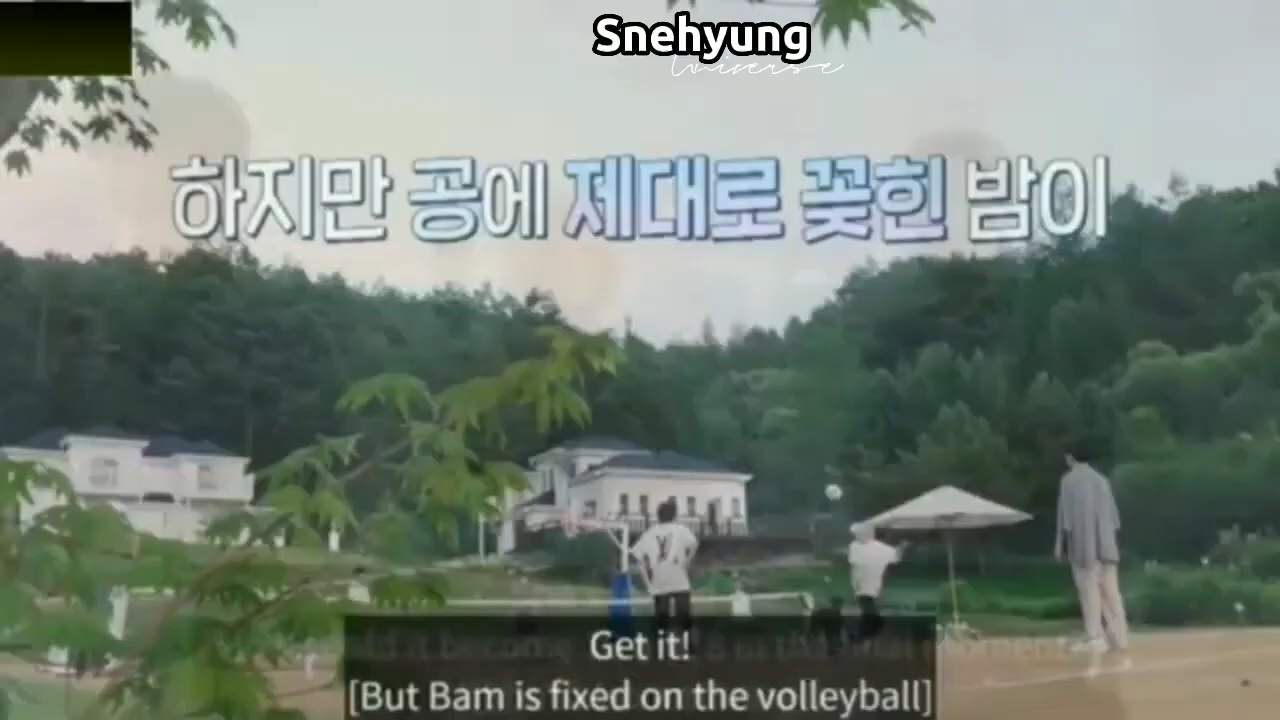 Snehyung
universe
하지만 공에 제대로 꽂힌 밤이
Get it!
[But Bam is fixed on the volleyball]